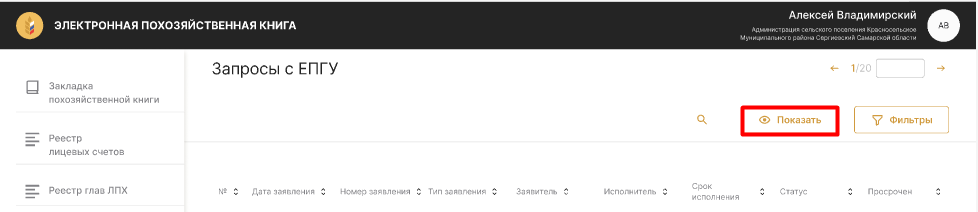 ЭЛЕКТРОННАЯ ПОХОЗЯЙСТВЕННАЯ КНИГА
Алексей Владимирский
Администрация сельского поселения Красносельское
Муниципального района Сергиевский Самарской области
АВ
Закладка
похозяйственной книги
Реестр
лицевых счетов
Реестр глав ЛПХ
Запросы с ЕПГУ
1/20
Показать
Фильтры
№ Дата заявления Номер заявления Тип заявления Заявитель Исполнитель Срок исполнения Статус Просрочен